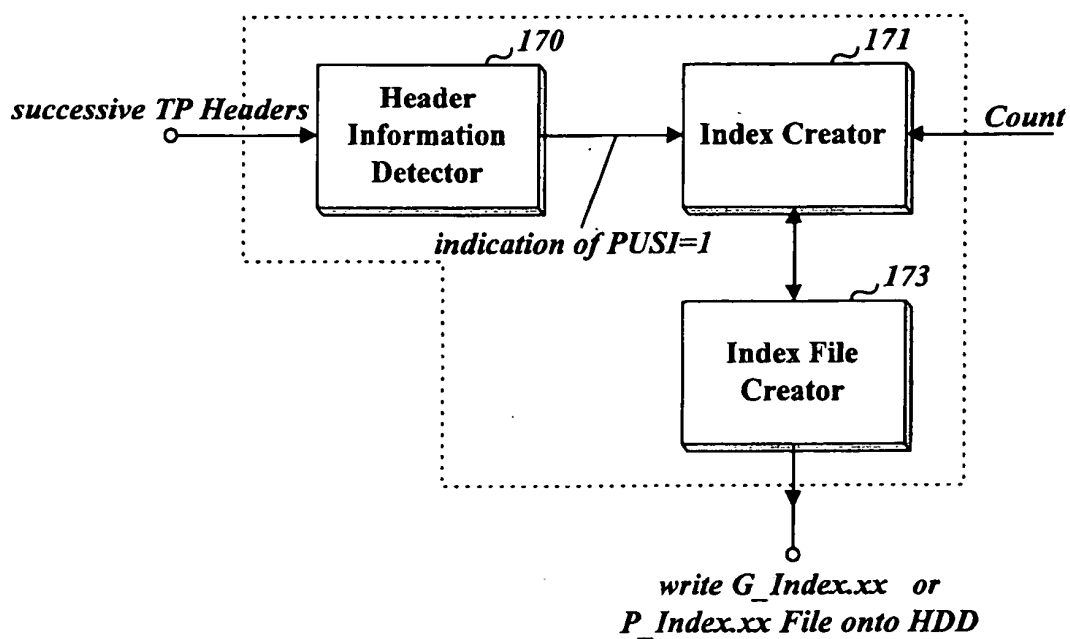 170
171
successive TP Headers
Header
Information
Detector
Index Creator
Count
indication of PUSI=1
173
Index File
Creator
write G_Index.xx or
P_Index.xx File onto HDD